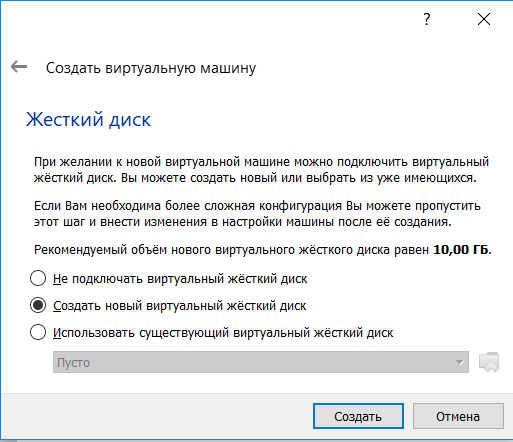 ?
Создать виртуальную машину
Жесткий диск
При желании к новой виртуальной машине можно подключить виртуальный
жёсткий диск. Вы можете создать новый или выбрать из уже имеющихся.
Если Вам необходима более сложная конфигурация Вы можете пропустить
этот шаг и внести изменения в настройки машины после её создания.
Рекомендуемый объём нового виртуального жёсткого диска равен 10,00 ГБ.
Не подключать виртуальный жёсткий диск
Создать новый виртуальный жёсткий диск
Использовать существующий виртуальный жёсткий диск
Пусто
Создать
Отмена